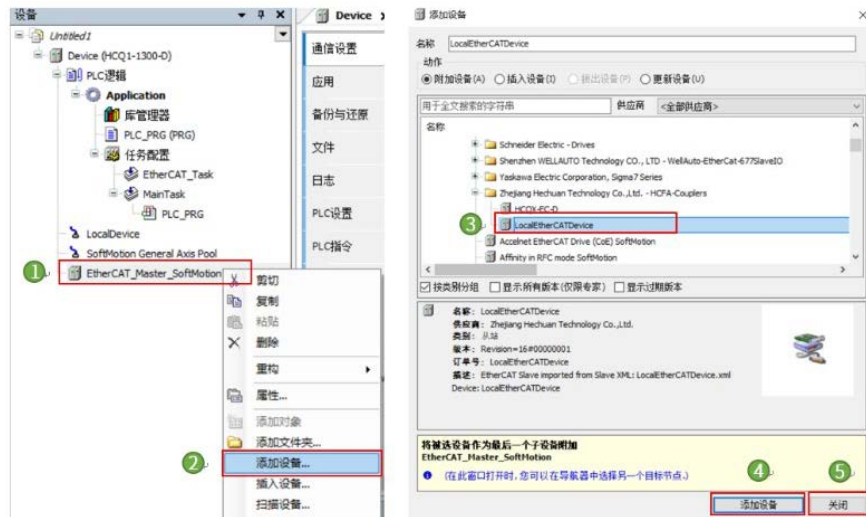 设备
Untitled1
Device (HCQ1-1300-D)
PLC逻辑
Application
库管理器
PLC_PRG (PRG)
任务配置
EtherCAT_Task
MainTask
PLC_PRG
LocalDevice
SoftMotion General Axis Pool
1
EtherCAT_Master_SoftMotion
Device
通信设置
应用
备份与还原
文件
日志
PLC设置
PLC指令
剪切
复制
粘贴
删除
重构
属性...
添加对象
添加文件夹...
2
添加设备...
插入设备...
扫描设备...
添加设备
名称 LocalEtherCATDevice
动作
附加设备(A) 插入设备(I) 拔出设备(P) 更新设备(U)
用于全文搜索的字符串 供应商 <全部供应商>
名称
Schneider Electric - Drives
Shenzhen WELLAUTO Technology CO., LTD - WellAuto-EtherCat-677SlaveIO
Yaskawa Electric Corporation, Sigma7 Series
Zhejiang Hechuan Technology Co.,Ltd. - HCFA-Couplers
HCQX-EC-D
3
LocalEtherCATDevice
Accelnet EtherCAT Drive (CoE) SoftMotion
Affinity in RFC mode SoftMotion
按类别分组 显示所有版本(仅限专家) 显示过期版本
名称: LocalEtherCATDevice
供应商: Zhejiang Hechuan Technology Co.,Ltd.
类别: 从站
版本: Revision=16#00000001
订单号: LocalEtherCATDevice
描述: EtherCAT Slave imported from Slave XML: LocalEtherCATDevice.xml
Device: LocalEtherCATDevice
将被选设备作为最后一个子设备附加
EtherCAT_Master_SoftMotion
(在此窗口打开时,您可以在导航器中选择另一个目标节点.)
4
5
添加设备
关闭